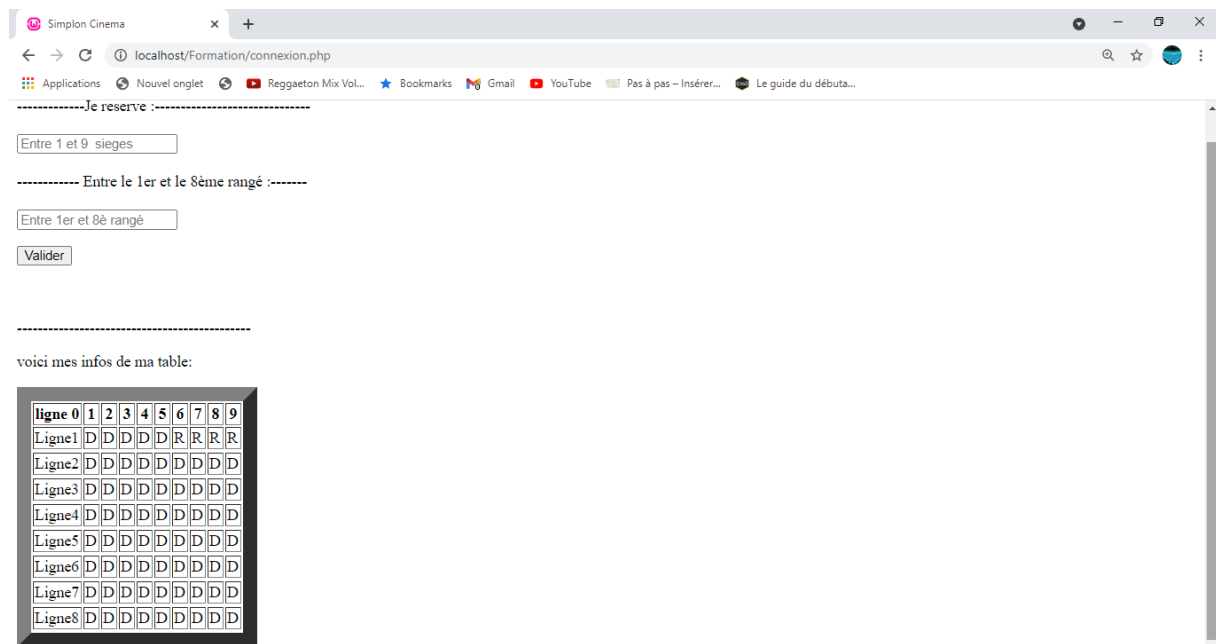 Simplon Cinema
localhost/Formation/connexion.php
Applications Nouvel onglet Reggaeton Mix Vol... Bookmarks Gmail YouTube Pas à pas – Insérer... Le guide du débuta...
-------------Je reserve :------------------------------
Entre 1 et 9  sieges
------------ Entre le 1er et le 8ème rangé :-------
Entre 1er et 8è rangé
Valider
---------------------------------------------
voici mes infos de ma table:
ligne 0 1 2 3 4 5 6 7 8 9
Ligne1 D D D D D R R R R
Ligne2 D D D D D D D D D
Ligne3 D D D D D D D D D
Ligne4 D D D D D D D D D
Ligne5 D D D D D D D D D
Ligne6 D D D D D D D D D
Ligne7 D D D D D D D D D
Ligne8 D D D D D D D D D